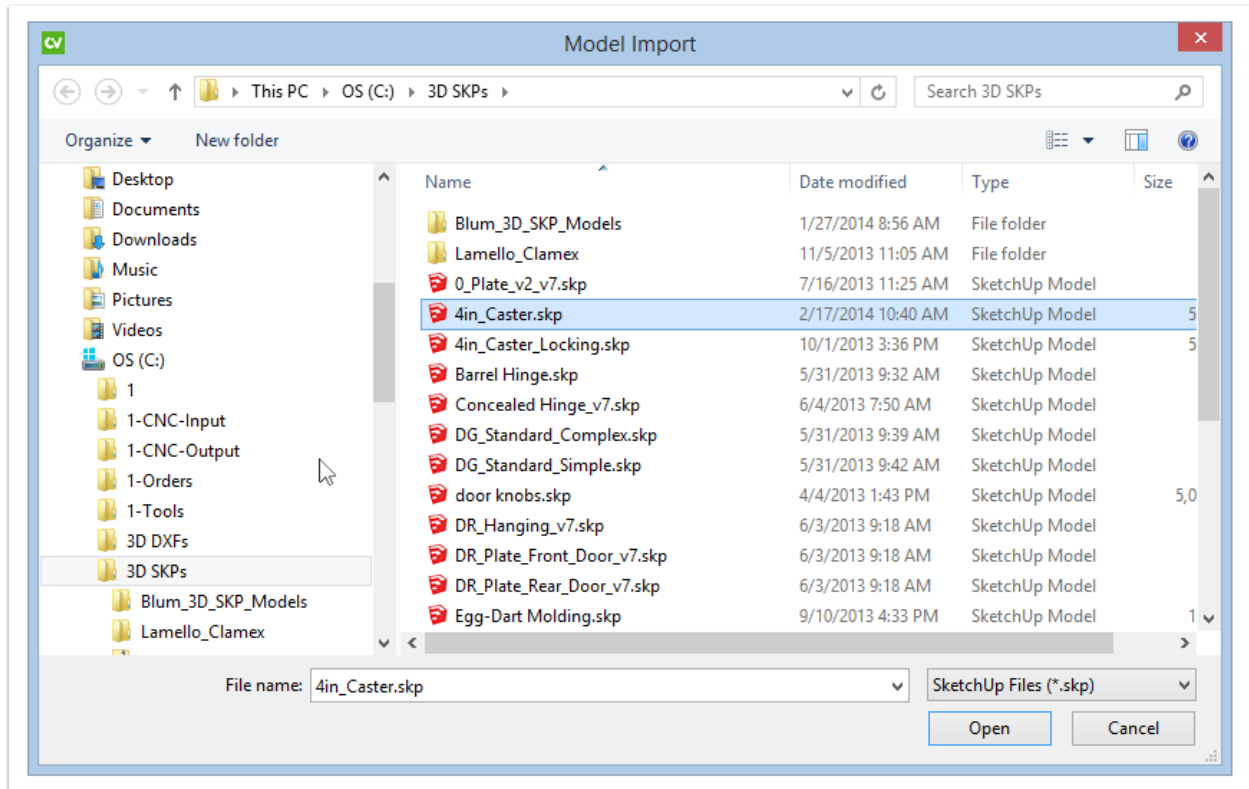 CV Model Import
This PC OS (C:) 3D SKPs Search 3D SKPs
Organize New folder
Desktop
Documents
Downloads
Music
Pictures
Videos
OS (C:)
1
1-CNC-Input
1-CNC-Output
1-Orders
1-Tools
3D DXFs
3D SKPs
Blum_3D_SKP_Models
Lamello_Clamex
Name Date modified Type Size
Blum_3D_SKP_Models 1/27/2014 8:56 AM File folder
Lamello_Clamex 11/5/2013 11:05 AM File folder
0_Plate_v2_v7.skp 7/16/2013 11:25 AM SketchUp Model
4in_Caster.skp 2/17/2014 10:40 AM SketchUp Model 5
4in_Caster_Locking.skp 10/1/2013 3:36 PM SketchUp Model 5
Barrel Hinge.skp 5/31/2013 9:32 AM SketchUp Model
Concealed Hinge_v7.skp 6/4/2013 7:50 AM SketchUp Model
DG_Standard_Complex.skp 5/31/2013 9:39 AM SketchUp Model
DG_Standard_Simple.skp 5/31/2013 9:42 AM SketchUp Model
door knobs.skp 4/4/2013 1:43 PM SketchUp Model 5,0
DR_Hanging_v7.skp 6/3/2013 9:18 AM SketchUp Model
DR_Plate_Front_Door_v7.skp 6/3/2013 9:18 AM SketchUp Model
DR_Plate_Rear_Door_v7.skp 6/3/2013 9:18 AM SketchUp Model
Egg-Dart Molding.skp 9/10/2013 4:33 PM SketchUp Model 1
File name: 4in_Caster.skp SketchUp Files (*.skp)
Open Cancel